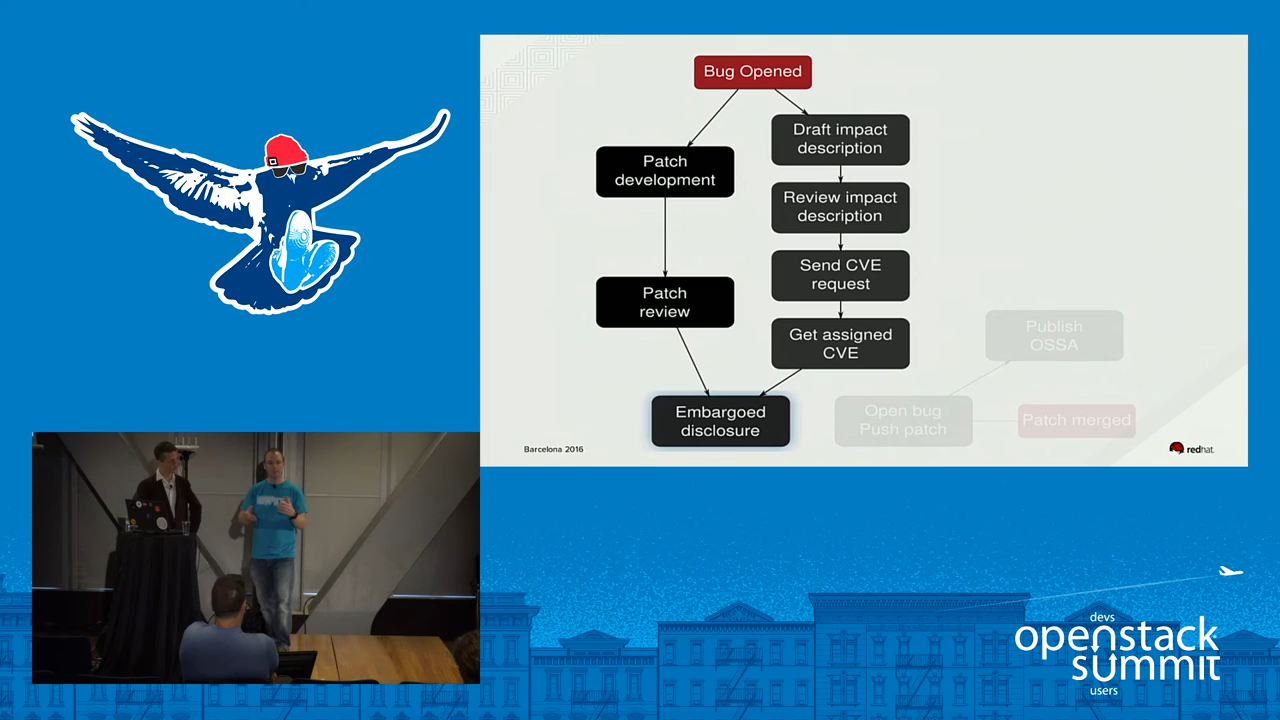 Bug Opened
Draft impact
description
Patch
development
Review impact
description
Send CVE
request
Patch
review
Get assigned
CVE
Publish
OSSA
Embargoed
disclosure
Open bug
Push patch
Patch merged
Barcelona 2016
redhat.
devs
openstack
summit
users